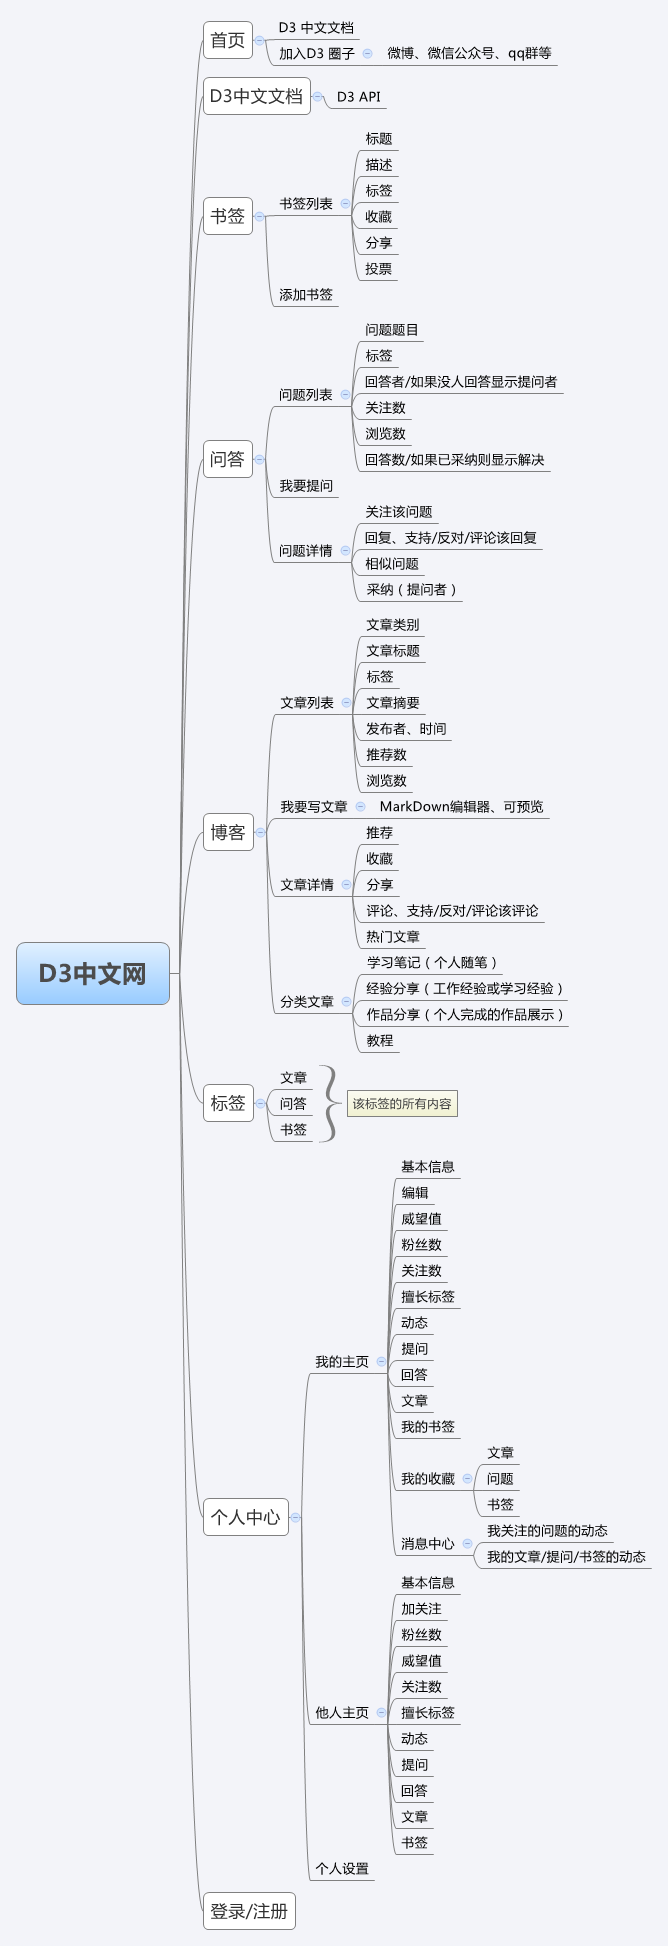 首页
D3 中文文档
加入D3 圈子
微博、微信公众号、qq群等
D3中文文档
D3 API
书签
书签列表
标题
描述
标签
收藏
分享
投票
添加书签
问答
问题列表
问题题目
标签
回答者/如果没人回答显示提问者
关注数
浏览数
回答数/如果已采纳则显示解决
我要提问
问题详情
关注该问题
回复、支持/反对/评论该回复
相似问题
采纳（提问者）
博客
文章列表
文章类别
文章标题
标签
文章摘要
发布者、时间
推荐数
浏览数
我要写文章
MarkDown编辑器、可预览
文章详情
推荐
收藏
分享
评论、支持/反对/评论该评论
热门文章
分类文章
学习笔记（个人随笔）
经验分享（工作经验或学习经验）
作品分享（个人完成的作品展示）
教程
D3中文网
标签
文章
问答
书签
该标签的所有内容
个人中心
我的主页
基本信息
编辑
威望值
粉丝数
关注数
擅长标签
动态
提问
回答
文章
我的书签
我的收藏
文章
问题
书签
消息中心
我关注的问题的动态
我的文章/提问/书签的动态
他人主页
基本信息
加关注
粉丝数
威望值
关注数
擅长标签
动态
提问
回答
文章
书签
个人设置
登录/注册